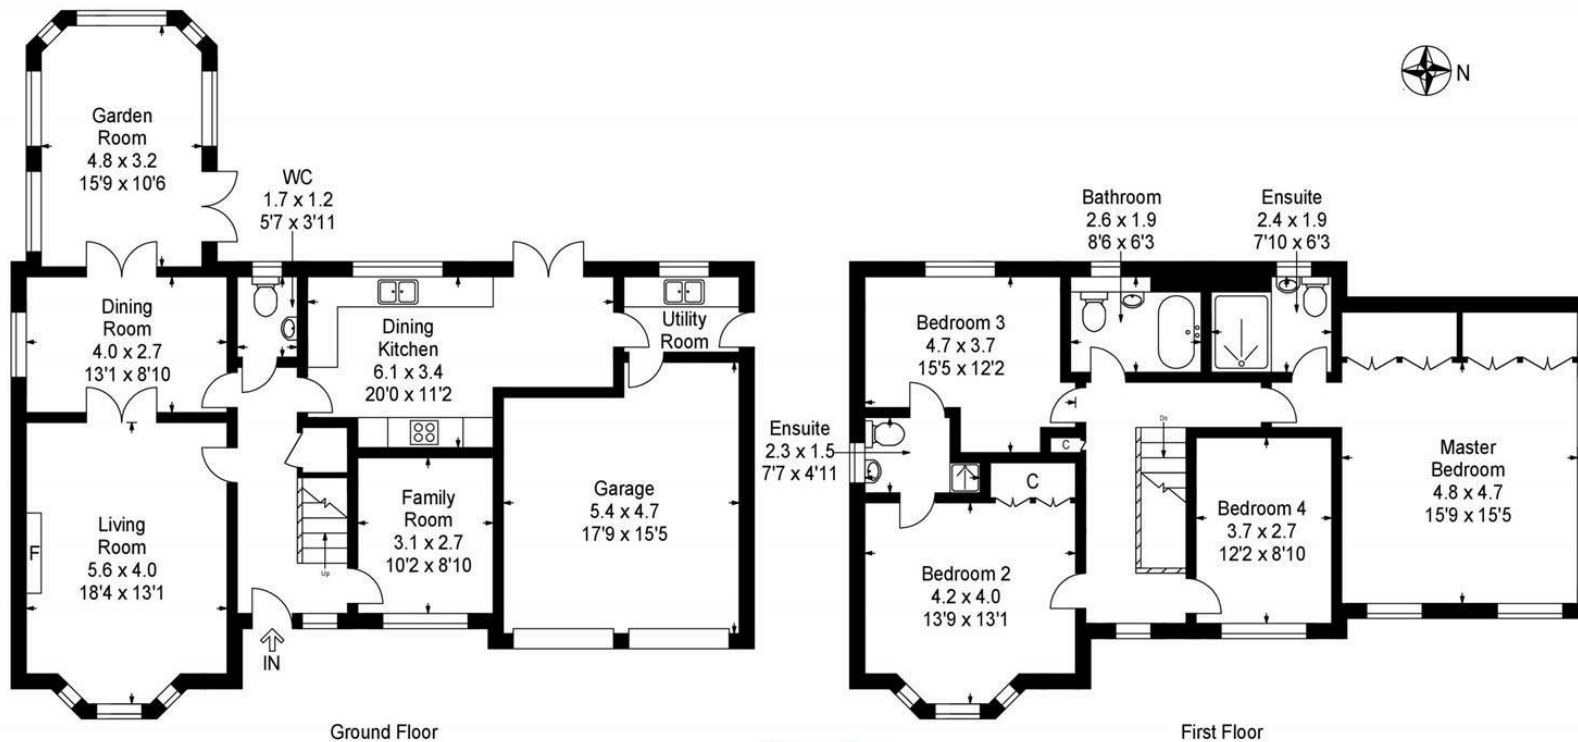 Garden
Room
4.8 x 3.2
15'9 x 10'6
WC
1.7 x 1.2
5'7 x 3'11
Dining
Room
4.0 x 2.7
13'1 x 8'10
Dining
Kitchen
6.1 x 3.4
20'0 x 11'2
Utility
Room
Living
Room
5.6 x 4.0
18'4 x 13'1
F
Up
Family
Room
3.1 x 2.7
10'2 x 8'10
Garage
5.4 x 4.7
17'9 x 15'5
IN
Ground Floor
N
Bathroom
2.6 x 1.9
8'6 x 6'3
Ensuite
2.4 x 1.9
7'10 x 6'3
Bedroom 3
4.7 x 3.7
15'5 x 12'2
Ensuite
2.3 x 1.5
7'7 x 4'11
C
C
Dn
Master
Bedroom
4.8 x 4.7
15'9 x 15'5
Bedroom 4
3.7 x 2.7
12'2 x 8'10
Bedroom 2
4.2 x 4.0
13'9 x 13'1
First Floor